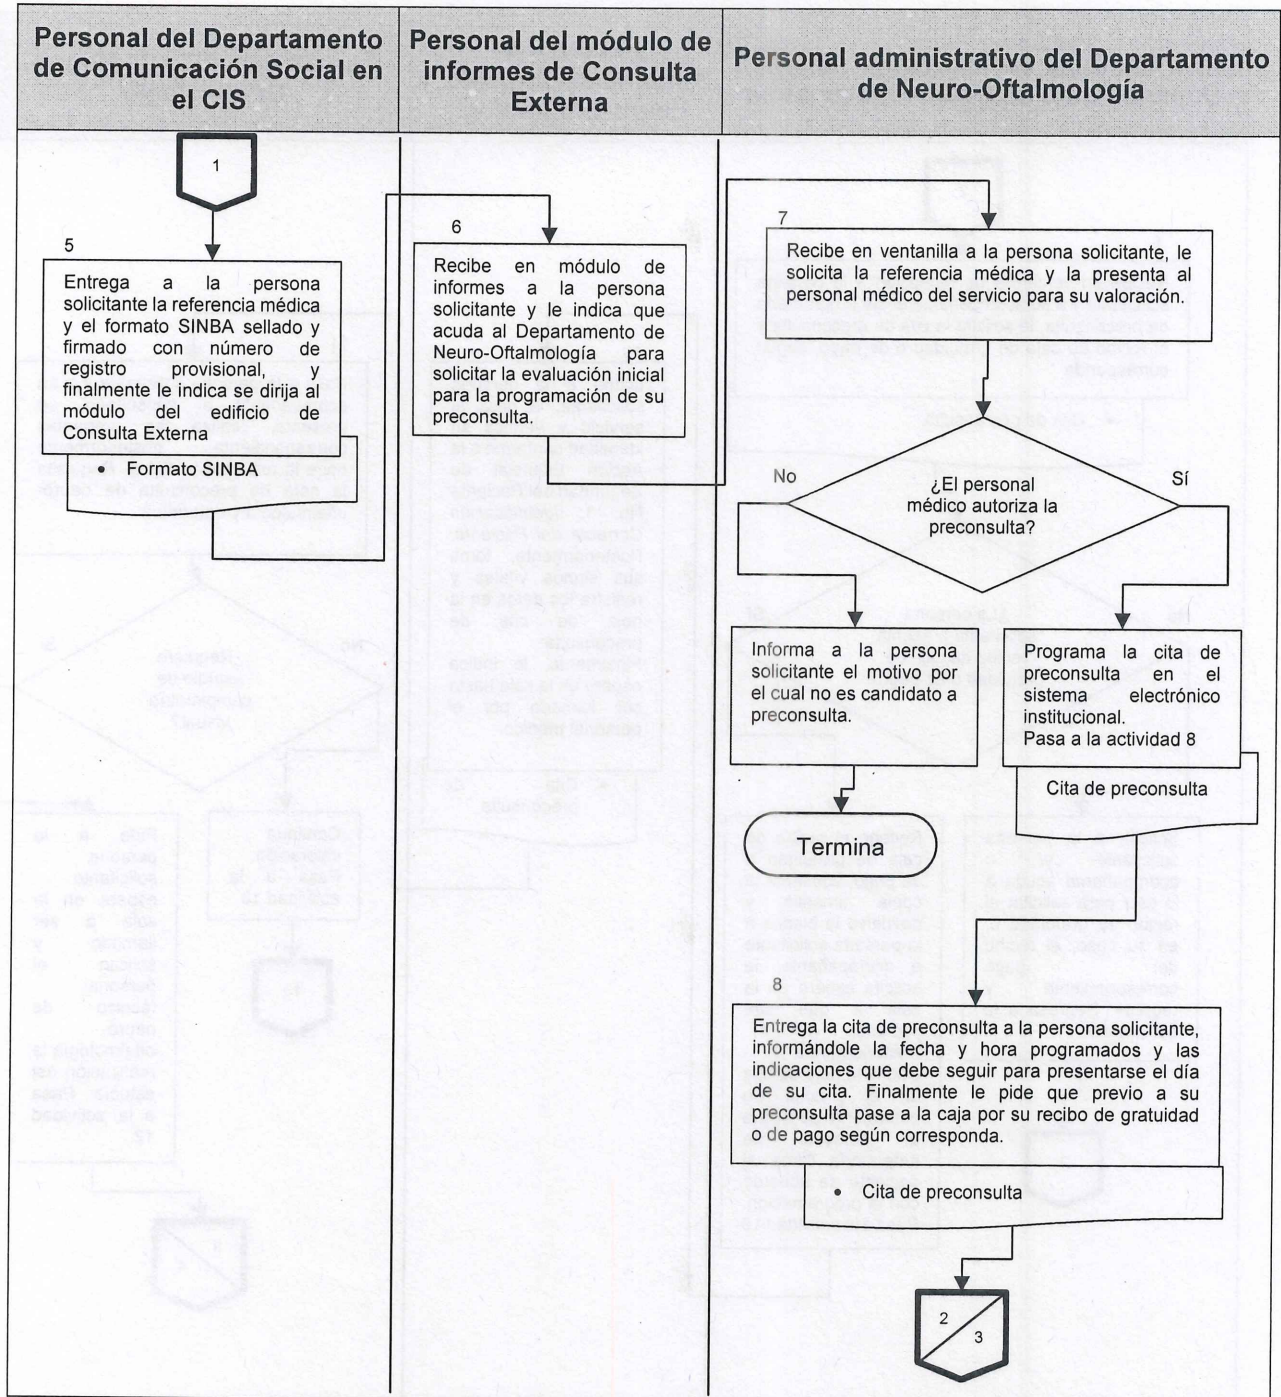 Personal del Departamento
de Comunicación Social en
el CIS
Personal del módulo de
informes de Consulta
Externa
Personal administrativo del Departamento
de Neuro-Oftalmología
1
5
Entrega a la persona
solicitante la referencia médica
y el formato SINBA sellado y
firmado con número de
registro provisional, y
finalmente le indica se dirija al
módulo del edificio de
Consulta Externa
• Formato SINBA
6
Recibe en módulo de
informes a la persona
solicitante y le indica que
acuda al Departamento de
Neuro-Oftalmología para
solicitar la evaluación inicial
para la programación de su
preconsulta.
7
Recibe en ventanilla a la persona solicitante, le
solicita la referencia médica y la presenta al
personal médico del servicio para su valoración.
No
¿El personal
médico autoriza la
preconsulta?
Sí
Informa a la persona
solicitante el motivo por
el cual no es candidato a
preconsulta.
Termina
Programa la cita de
preconsulta en el
sistema electrónico
institucional.
Pasa a la actividad 8
Cita de preconsulta
8
Entrega la cita de preconsulta a la persona solicitante,
informándole la fecha y hora programados y las
indicaciones que debe seguir para presentarse el día
de su cita. Finalmente le pide que previo a su
preconsulta pase a la caja por su recibo de gratuidad
o de pago según corresponda.
• Cita de preconsulta
2
3